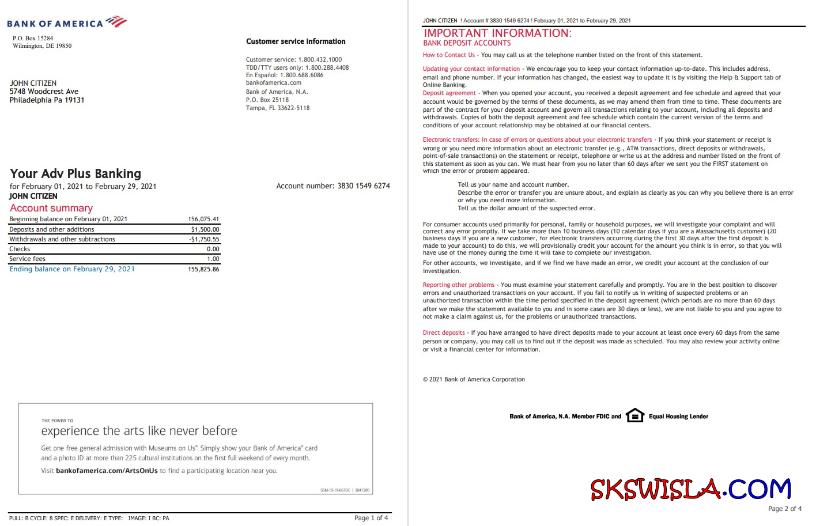 BANK OF AMERICA
P.O. Box 15284
Wilmington, DE 19850
Customer service information
Customer service: 1.800.432.1000
TDD/TTY users only: 1.800.288.4408
En Español: 1.800.688.6086
bankofamerica.com
Bank of America, N.A.
P.O. Box 25118
Tampa, FL 33622-5118
JOHN CITIZEN
5748 Woodcrest Ave
Philadelphia Pa 19131
Your Adv Plus Banking
for February 01, 2021 to February 29, 2021
Account number: 3830 1549 6274
JOHN CITIZEN
Account summary
Beginning balance on February 01, 2021 156,075.41
Deposits and other additions $1,500.00
Withdrawals and other subtractions -$1,750.55
Checks 0.00
Service fees 1.00
Ending balance on February 29, 2021 155,825.86
THE POWER TO
experience the arts like never before
Get one free general admission with Museums on Us®. Simply show your Bank of America® card
and a photo ID at more than 225 cultural institutions on the first full weekend of every month.
Visit bankofamerica.com/ArtsOnUs to find a participating location near you.
PULL: B CYCLE: 8 SPEC: E DELIVERY: E TYPE: IMAGE: I BC: PA
Page 1 of 4
JOHN CITIZEN ! Account # 3830 1549 6274 ! February 01, 2021 to February 29, 2021
IMPORTANT INFORMATION:
BANK DEPOSIT ACCOUNTS
How to Contact Us - You may call us at the telephone number listed on the front of this statement.
Updating your contact information - We encourage you to keep your contact information up-to-date. This includes address,
email and phone number. If your information has changed, the easiest way to update it is by visiting the Help & Support tab of
Online Banking.
Deposit agreement - When you opened your account, you received a deposit agreement and fee schedule and agreed that your
account would be governed by the terms of these documents, as we may amend them from time to time. These documents are
part of the contract for your deposit account and govern all transactions relating to your account, including all deposits and
withdrawals. Copies of both the deposit agreement and fee schedule which contain the current version of the terms and
conditions of your account relationship may be obtained at our financial centers.
Electronic transfers: In case of errors or questions about your electronic transfers - If you think your statement or receipt is
wrong or you need more information about an electronic transfer (e.g., ATM transactions, direct deposits or withdrawals,
point-of-sale transactions) on the statement or receipt, telephone or write us at the address and number listed on the front of
this statement as soon as you can. We must hear from you no later than 60 days after we sent you the FIRST statement on
which the error or problem appeared.
Tell us your name and account number.
Describe the error or transfer you are unsure about, and explain as clearly as you can why you believe there is an error
or why you need more information.
Tell us the dollar amount of the suspected error.
For consumer accounts used primarily for personal, family or household purposes, we will investigate your complaint and will
correct any error promptly. If we take more than 10 business days (10 calendar days if you are a Massachusetts customer) (20
business days if you are a new customer, for electronic transfers occurring during the first 30 days after the first deposit is
made to your account) to do this, we will provisionally credit your account for the amount you think is in error, so that you will
have use of the money during the time it will take to complete our investigation.
For other accounts, we investigate, and if we find we have made an error, we credit your account at the conclusion of our
investigation.
Reporting other problems - You must examine your statement carefully and promptly. You are in the best position to discover
errors and unauthorized transactions on your account. If you fail to notify us in writing of suspected problems or an
unauthorized transaction within the time period specified in the deposit agreement (which periods are no more than 60 days
after we make the statement available to you and in some cases are 30 days or less), we are not liable to you and you agree to
not make a claim against us, for the problems or unauthorized transactions.
Direct deposits - If you have arranged to have direct deposits made to your account at least once every 60 days from the same
person or company, you may call us to find out if the deposit was made as scheduled. You may also review your activity online
or visit a financial center for information.
© 2021 Bank of America Corporation
Bank of America, N.A. Member FDIC and Equal Housing Lender
SKSWISLA.COM
Page 2 of 4